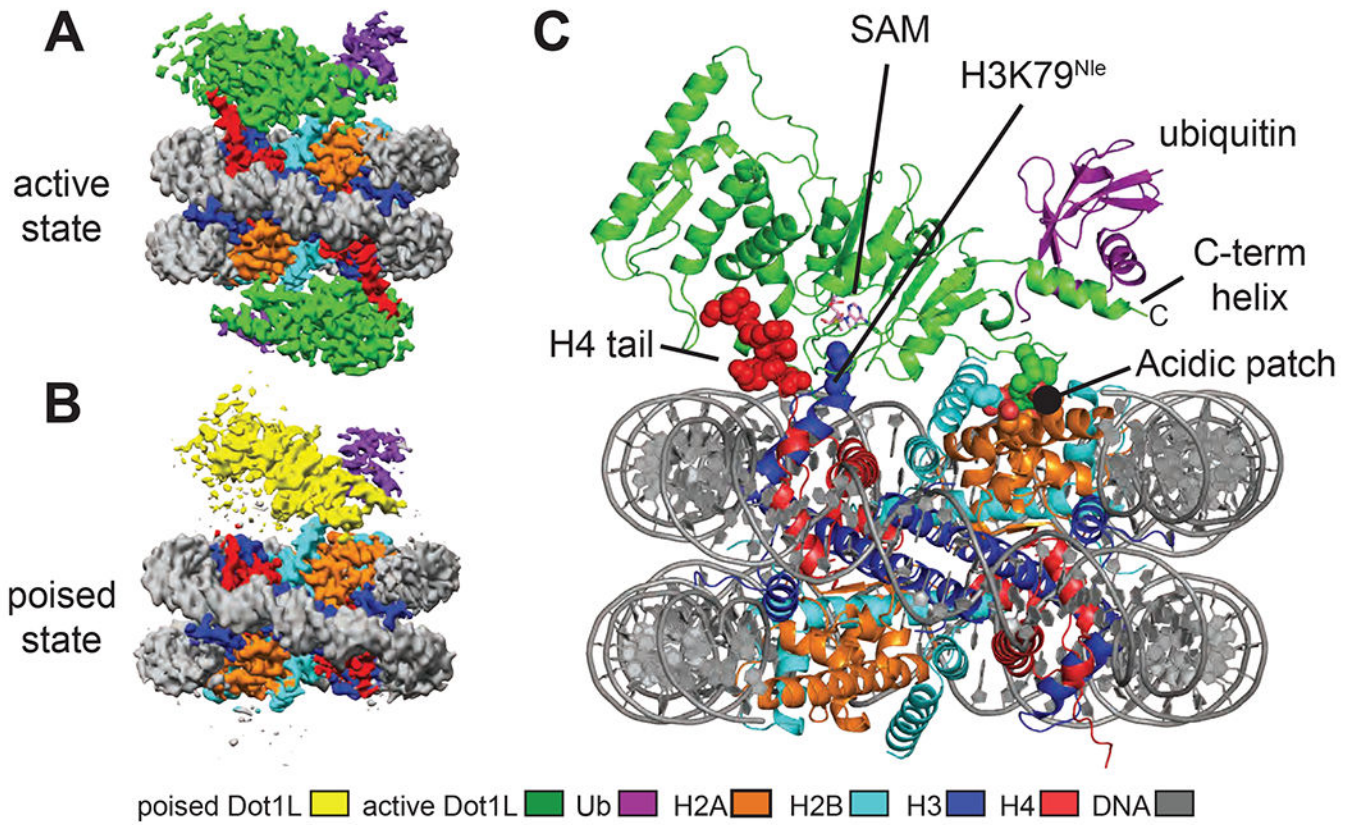 A
active
state
B
poised
state
C
SAM
H3K79Nle
ubiquitin
C-term
helix
C
H4 tail
Acidic patch
poised Dot1L active Dot1L Ub H2A H2B H3 H4 DNA